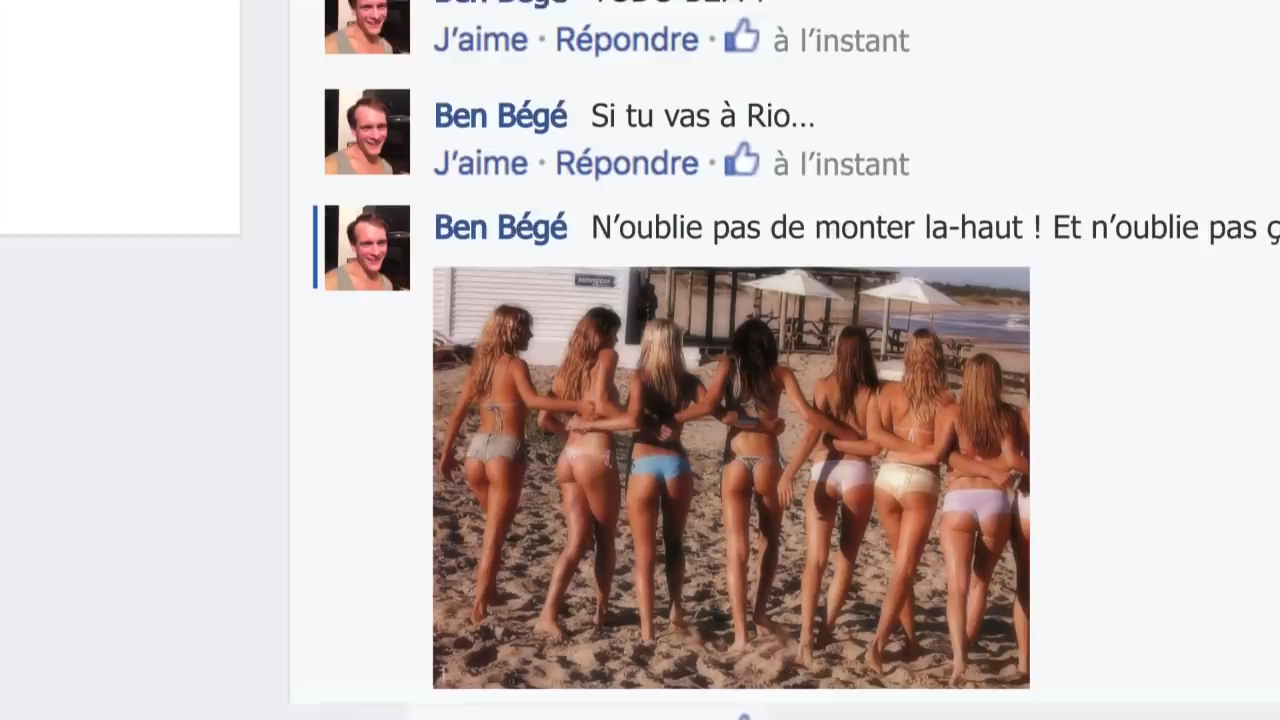 J'aime · Répondre · à l'instant
Ben Bégé Si tu vas à Rio...
J'aime · Répondre · à l'instant
Ben Bégé N'oublie pas de monter la-haut ! Et n'oublie pas